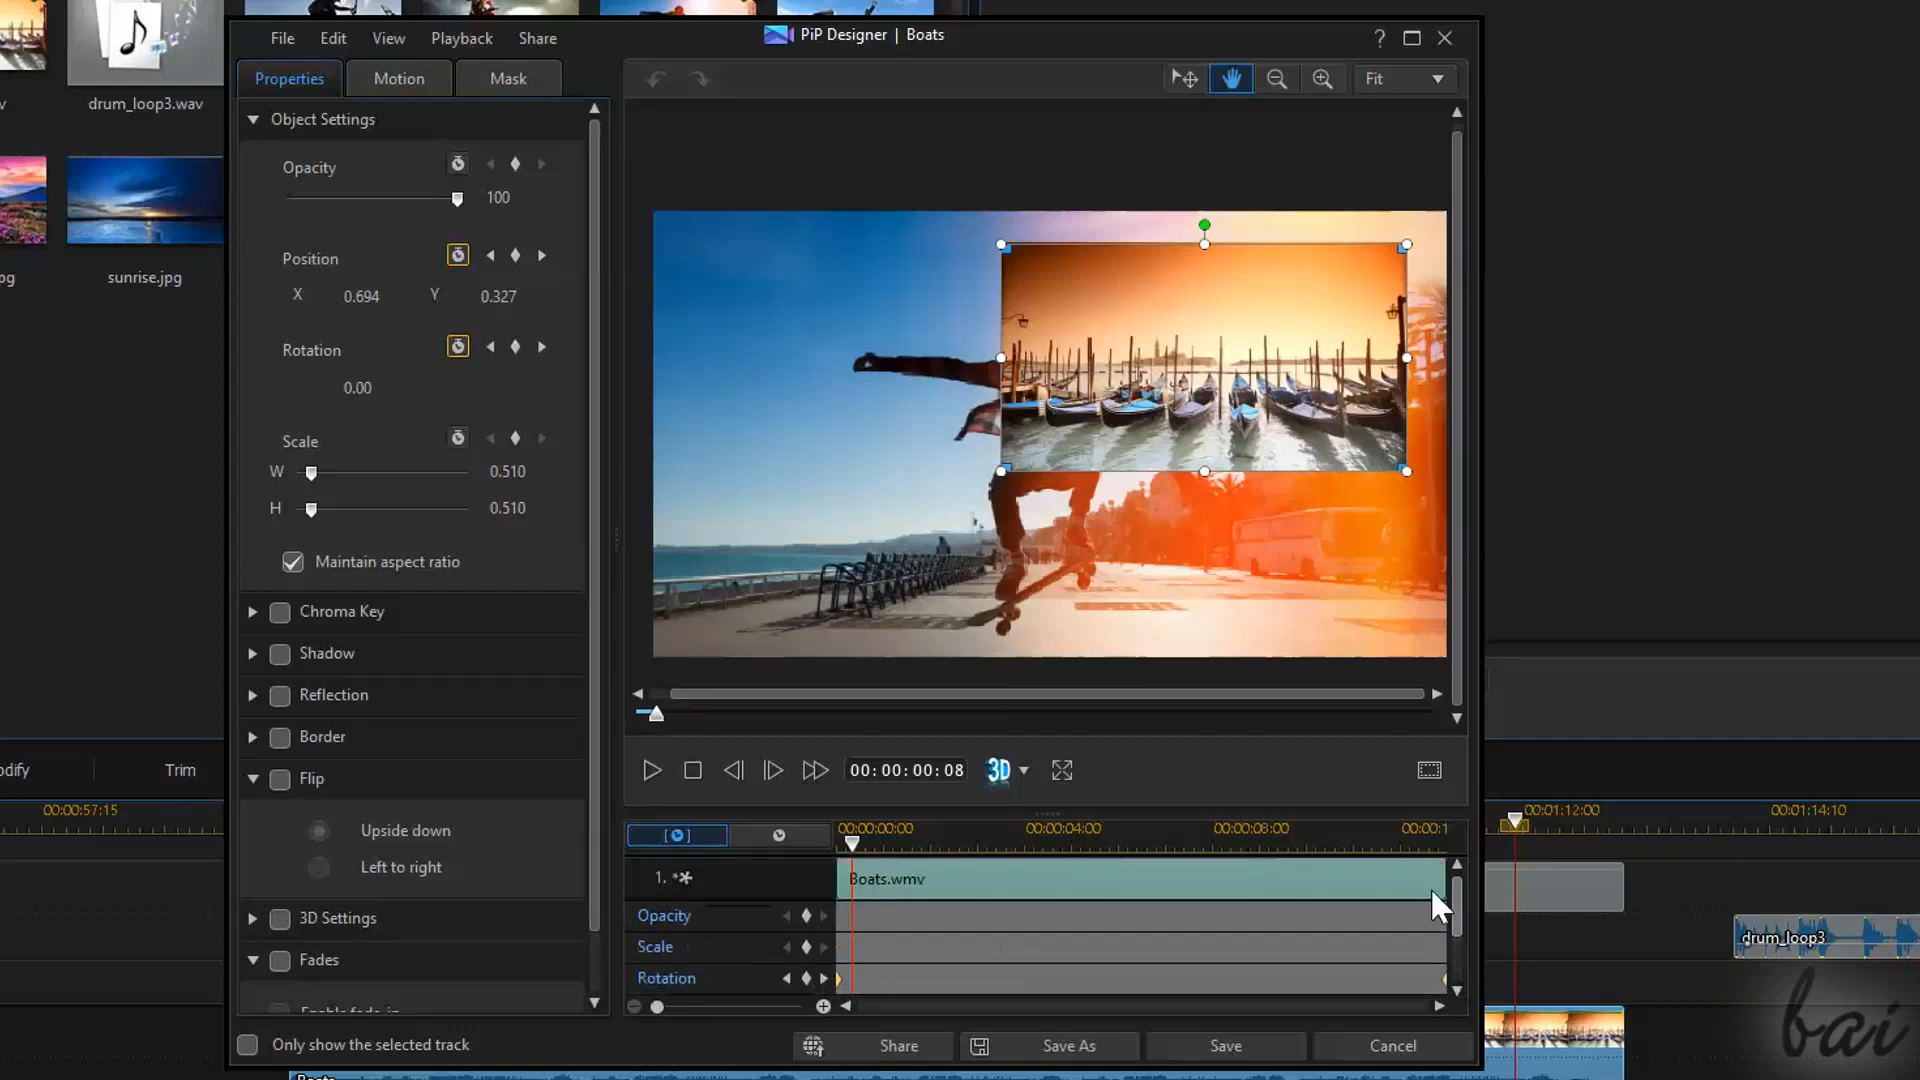 File Edit View Playback Share
PiP Designer | Boats
?
Properties Motion Mask
Fit
drum_loop3.wav
Object Settings
Opacity
100
Position
X 0.694 Y 0.327
Rotation
0.00
Scale
W 0.510
H 0.510
Maintain aspect ratio
sunrise.jpg
Chroma Key
Shadow
Reflection
Border
Flip
Upside down
Left to right
3D Settings
Fades
Only show the selected track
Trim
00:00:57:15
00:00:00:08
3D
00:00:00:00 00:00:04:00 00:00:08:00 00:00:1
1.
Boats.wmv
Opacity
Scale
Rotation
Share Save As Save Cancel
00:01:12:00 00:01:14:10
drum_loop3
bai